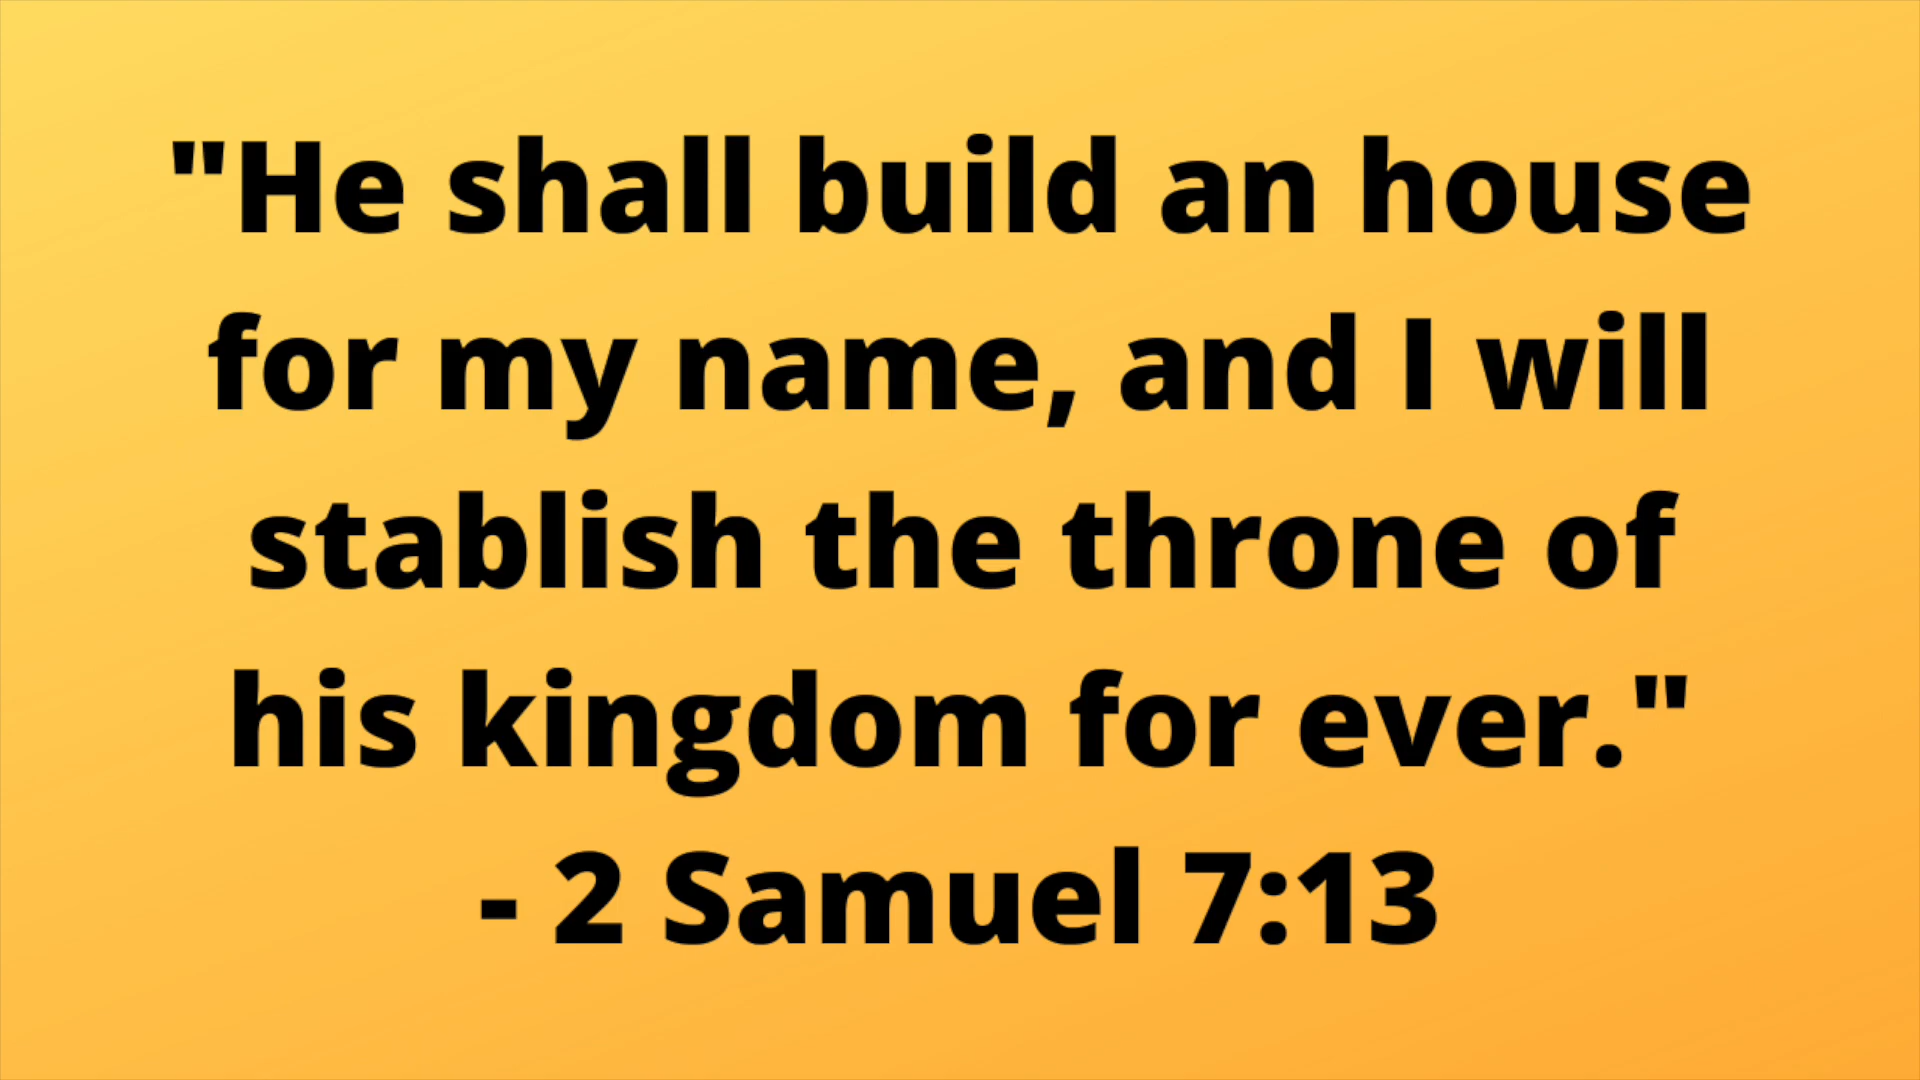 "He shall build an house
for my name, and I will
stablish the throne of
his kingdom for ever."
- 2 Samuel 7:13